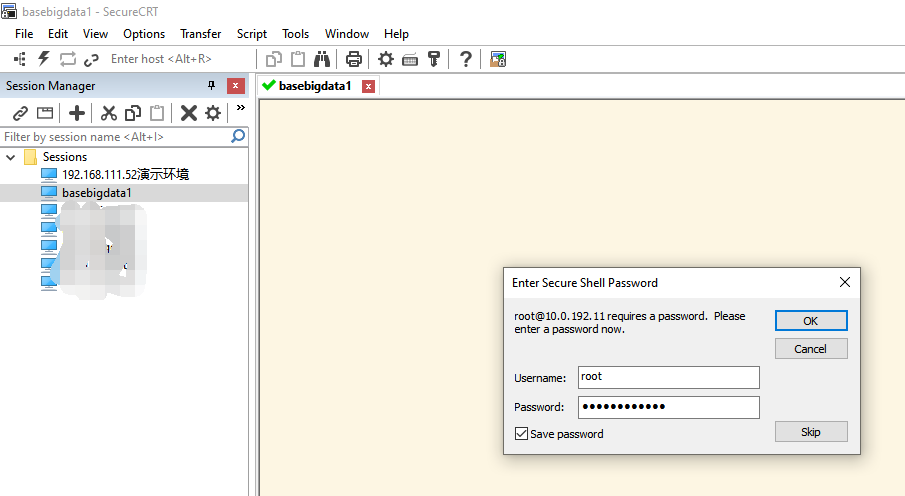 basebigdata1 - SecureCRT
File Edit View Options Transfer Script Tools Window Help
Enter host <Alt+R>
Session Manager
basebigdata1
Filter by session name <Alt+I>
Sessions
192.168.111.52演示环境
basebigdata1
Enter Secure Shell Password
root@10.0.192.11 requires a password. Please
enter a password now.
OK
Cancel
Username: root
Password: ••••••••••••
Save password
Skip